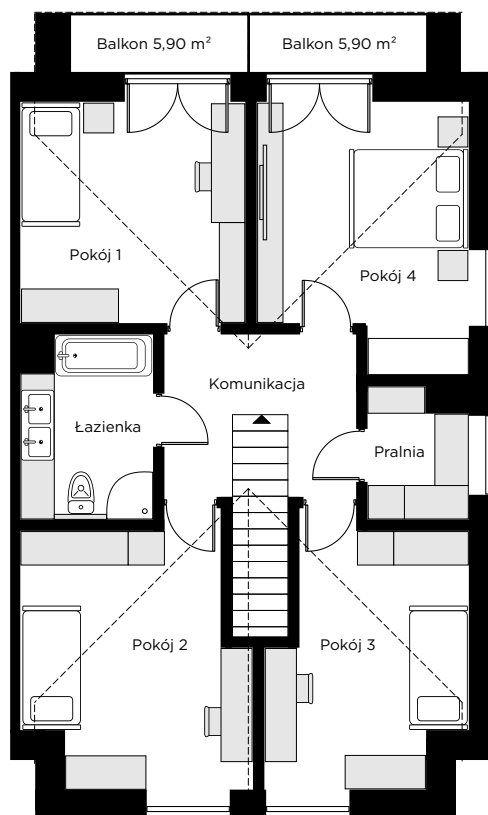 Balkon 5,90 m²
Balkon 5,90 m²
Pokój 1
Pokój 4
Komunikacja
Łazienka
Pralnia
Pokój 2
Pokój 3